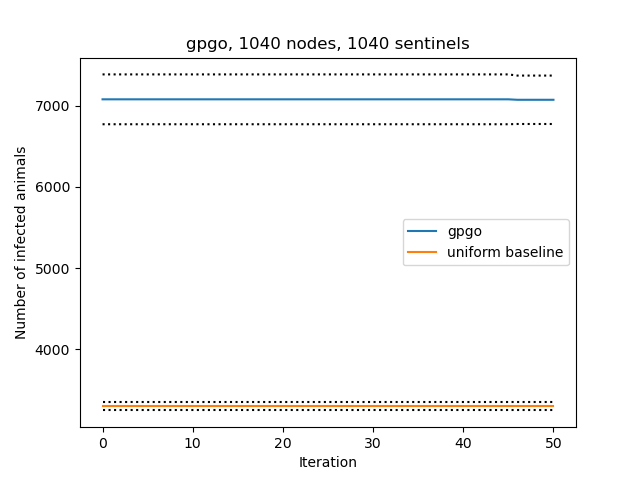 gpgo, 1040 nodes, 1040 sentinels
Number of infected animals
7000
6000
5000
4000
gpgo
uniform baseline
0
10
20
30
40
50
Iteration